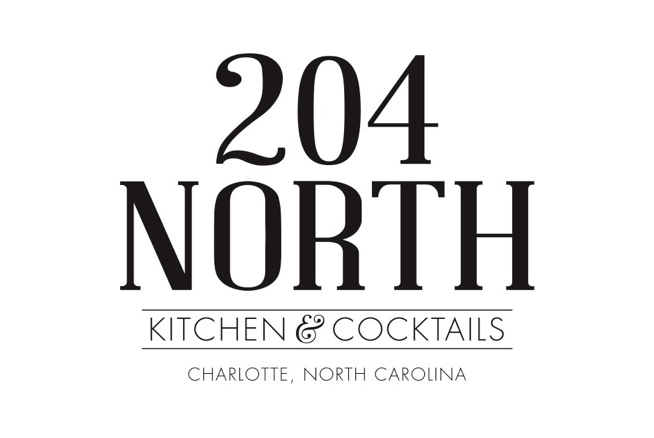 204
NORTH
KITCHEN & COCKTAILS
CHARLOTTE, NORTH CAROLINA